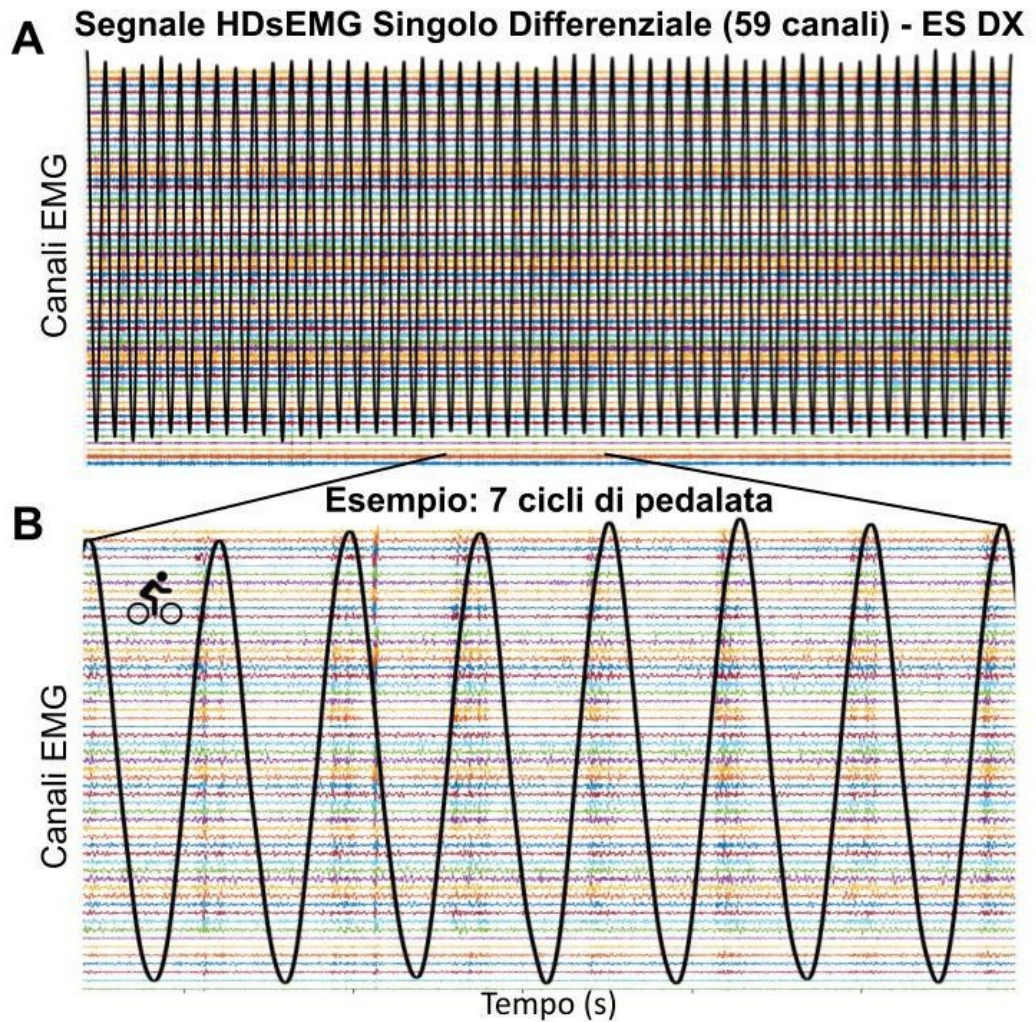 A
Segnale HDsEMG Singolo Differenziale (59 canali) - ES DX
Canali EMG
B
Esempio: 7 cicli di pedalata
Canali EMG
Tempo (s)